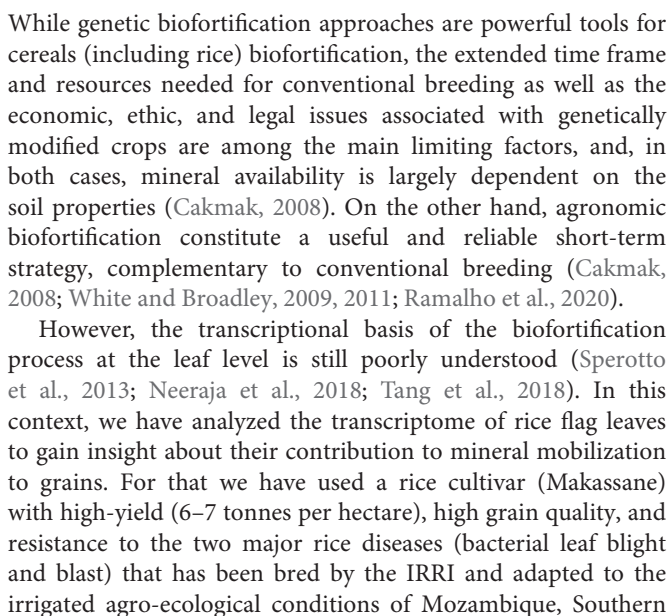 While genetic biofortification approaches are powerful tools for
cereals (including rice) biofortification, the extended time frame
and resources needed for conventional breeding as well as the
economic, ethic, and legal issues associated with genetically
modified crops are among the main limiting factors, and, in
both cases, mineral availability is largely dependent on the
soil properties (Cakmak, 2008). On the other hand, agronomic
biofortification constitute a useful and reliable short-term
strategy, complementary to conventional breeding (Cakmak,
2008; White and Broadley, 2009, 2011; Ramalho et al., 2020).
However, the transcriptional basis of the biofortification
process at the leaf level is still poorly understood (Sperotto
et al., 2013; Neeraja et al., 2018; Tang et al., 2018). In this
context, we have analyzed the transcriptome of rice flag leaves
to gain insight about their contribution to mineral mobilization
to grains. For that we have used a rice cultivar (Makassane)
with high-yield (6–7 tonnes per hectare), high grain quality, and
resistance to the two major rice diseases (bacterial leaf blight
and blast) that has been bred by the IRRI and adapted to the
irrigated agro-ecological conditions of Mozambique, Southern